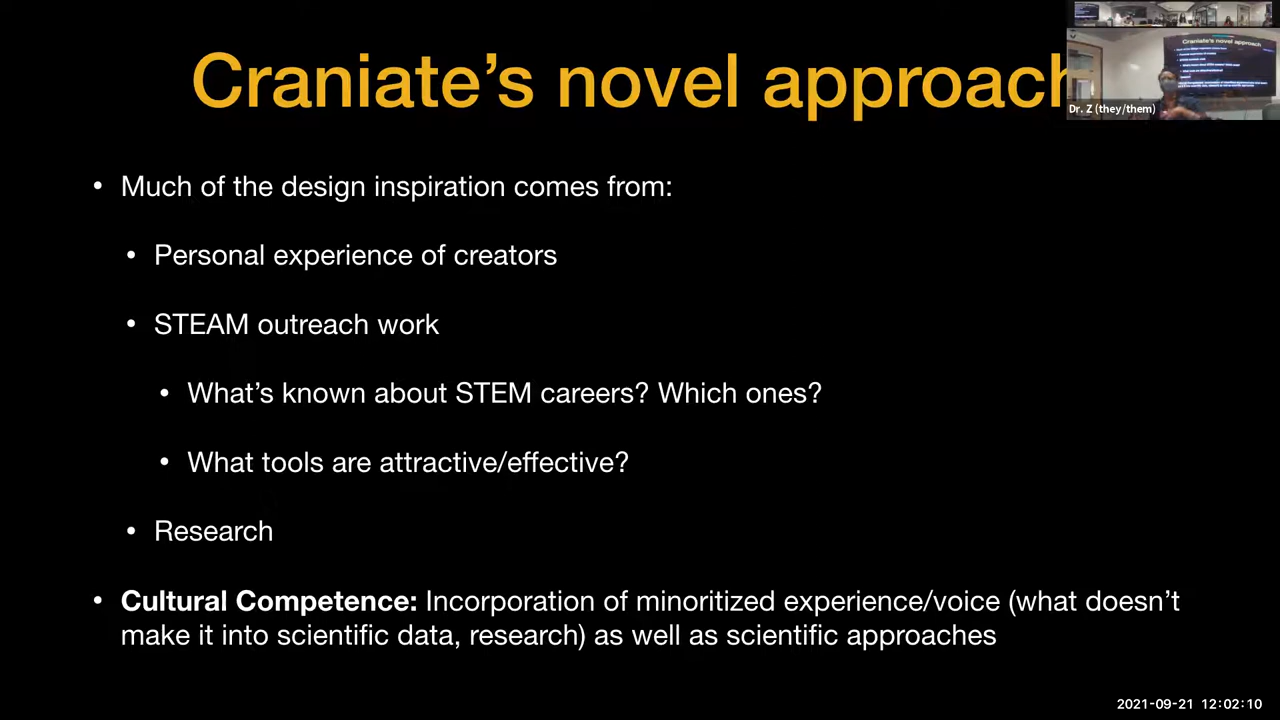 Craniate’s novel approach
Dr. Z (they/them)
• Much of the design inspiration comes from:
• Personal experience of creators
• STEAM outreach work
• What’s known about STEM careers? Which ones?
• What tools are attractive/effective?
• Research
• Cultural Competence: Incorporation of minoritized experience/voice (what doesn’t
make it into scientific data, research) as well as scientific approaches
2021-09-21 12:02:10